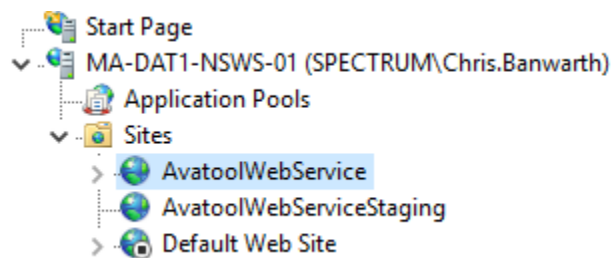 Start Page
MA-DAT1-NSWS-01 (SPECTRUM\Chris.Banwarth)
Application Pools
Sites
AvatoolWebService
AvatoolWebServiceStaging
Default Web Site